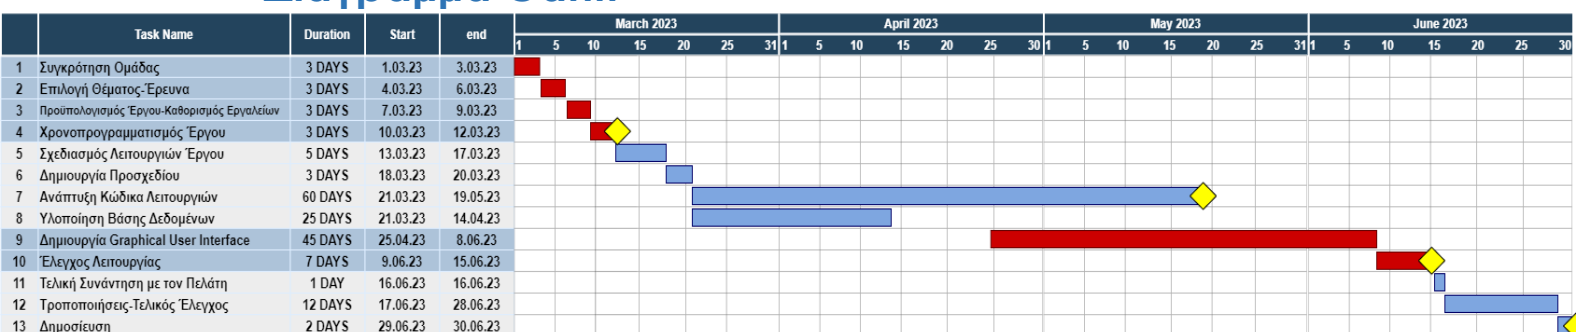 Διάγραμμα Gantt
March 2023 April 2023 May 2023 June 2023
Task Name Duration Start end
1 5 10 15 20 25 31 1 5 10 15 20 25 30 1 5 10 15 20 25 31 1 5 10 15 20 25 30
1 Συγκρότηση Ομάδας 3 DAYS 1.03.23 3.03.23
2 Επιλογή Θέματος-Έρευνα 3 DAYS 4.03.23 6.03.23
3 Προϋπολογισμός Έργου-Καθορισμός Εργαλείων 3 DAYS 7.03.23 9.03.23
4 Χρονοπρογραμματισμός Έργου 3 DAYS 10.03.23 12.03.23
5 Σχεδιασμός Λειτουργιών Έργου 5 DAYS 13.03.23 17.03.23
6 Δημιουργία Προσχεδίου 3 DAYS 18.03.23 20.03.23
7 Ανάπτυξη Κώδικα Λειτουργιών 60 DAYS 21.03.23 19.05.23
8 Υλοποίηση Βάσης Δεδομένων 25 DAYS 21.03.23 14.04.23
9 Δημιουργία Graphical User Interface 45 DAYS 25.04.23 8.06.23
10 Έλεγχος Λειτουργίας 7 DAYS 9.06.23 15.06.23
11 Τελική Συνάντηση με τον Πελάτη 1 DAY 16.06.23 16.06.23
12 Τροποποιήσεις-Τελικός Έλεγχος 12 DAYS 17.06.23 28.06.23
13 Δημοσίευση 2 DAYS 29.06.23 30.06.23